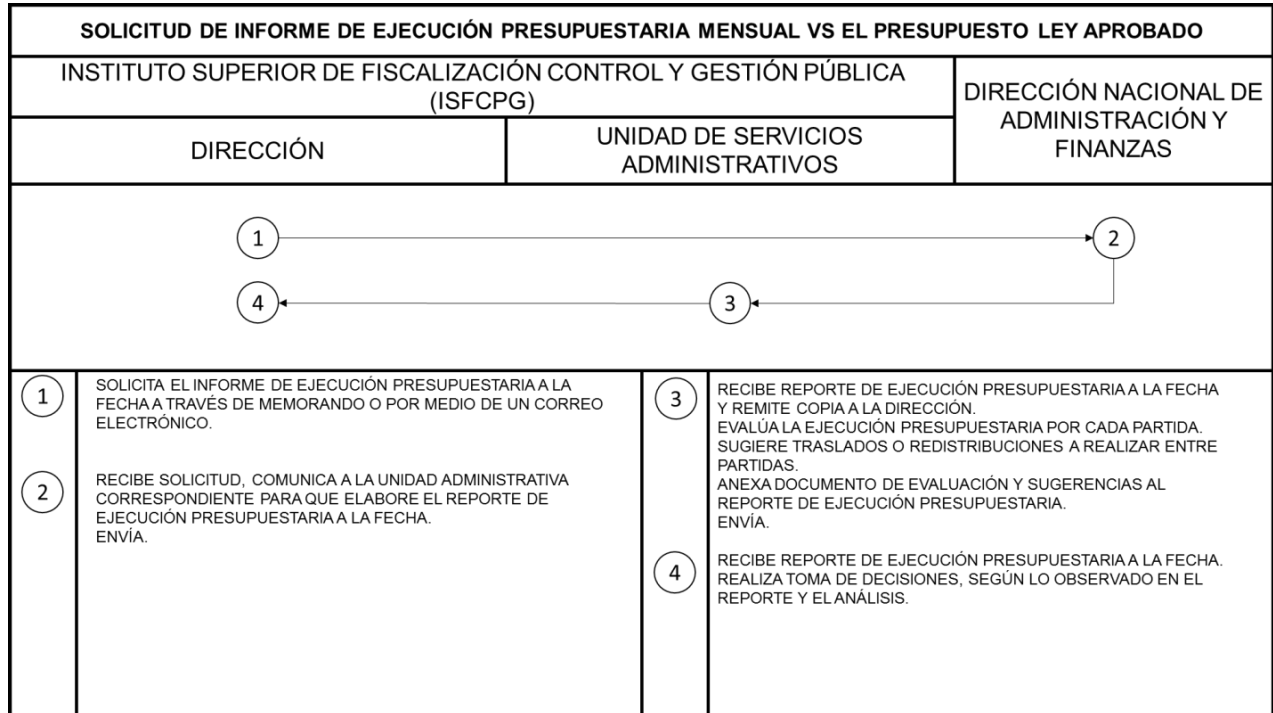 SOLICITUD DE INFORME DE EJECUCIÓN PRESUPUESTARIA MENSUAL VS EL PRESUPUESTO LEY APROBADO
INSTITUTO SUPERIOR DE FISCALIZACIÓN CONTROL Y GESTIÓN PÚBLICA
(ISFCPG)
DIRECCIÓN NACIONAL DE
ADMINISTRACIÓN Y
FINANZAS
DIRECCIÓN
UNIDAD DE SERVICIOS
ADMINISTRATIVOS
1
2
4
3
1
SOLICITA EL INFORME DE EJECUCIÓN PRESUPUESTARIA A LA
FECHA A TRAVÉS DE MEMORANDO O POR MEDIO DE UN CORREO
ELECTRÓNICO.
2
RECIBE SOLICITUD, COMUNICA A LA UNIDAD ADMINISTRATIVA
CORRESPONDIENTE PARA QUE ELABORE EL REPORTE DE
EJECUCIÓN PRESUPUESTARIA A LA FECHA.
ENVÍA.
3
RECIBE REPORTE DE EJECUCIÓN PRESUPUESTARIA A LA FECHA
Y REMITE COPIA A LA DIRECCIÓN.
EVALÚA LA EJECUCIÓN PRESUPUESTARIA POR CADA PARTIDA.
SUGIERE TRASLADOS O REDISTRIBUCIONES A REALIZAR ENTRE
PARTIDAS.
ANEXA DOCUMENTO DE EVALUACIÓN Y SUGERENCIAS AL
REPORTE DE EJECUCIÓN PRESUPUESTARIA.
ENVÍA.
4
RECIBE REPORTE DE EJECUCIÓN PRESUPUESTARIA A LA FECHA.
REALIZA TOMA DE DECISIONES, SEGÚN LO OBSERVADO EN EL
REPORTE Y EL ANÁLISIS.